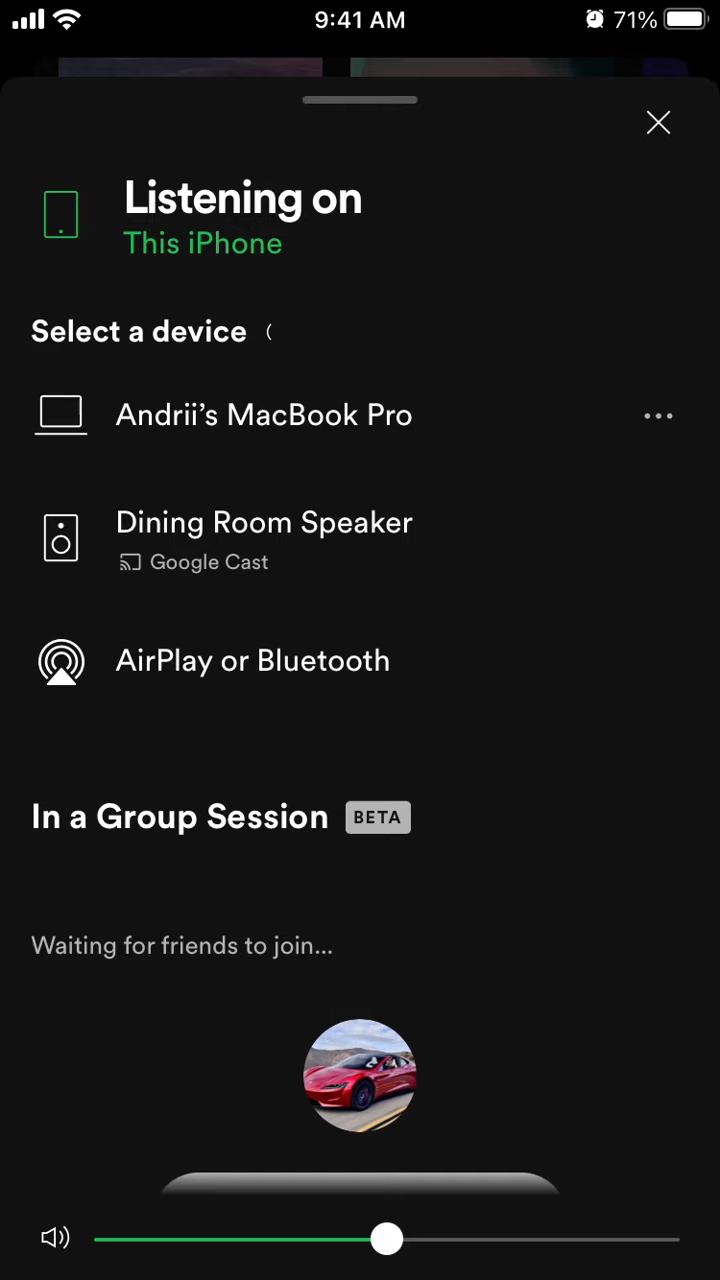 9:41 AM
71%
Listening on
This iPhone
Select a device
Andrii’s MacBook Pro
Dining Room Speaker
Google Cast
AirPlay or Bluetooth
In a Group Session BETA
Waiting for friends to join...